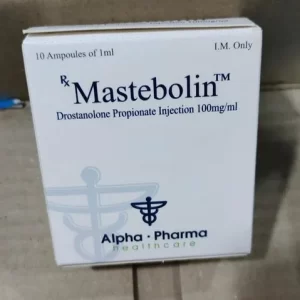 10 Ampoules of 1ml
I.M. Only
Rx Mastebolin™
Drostanolone Propionate Injection 100mg/ml
Alpha - Pharma
healthcare